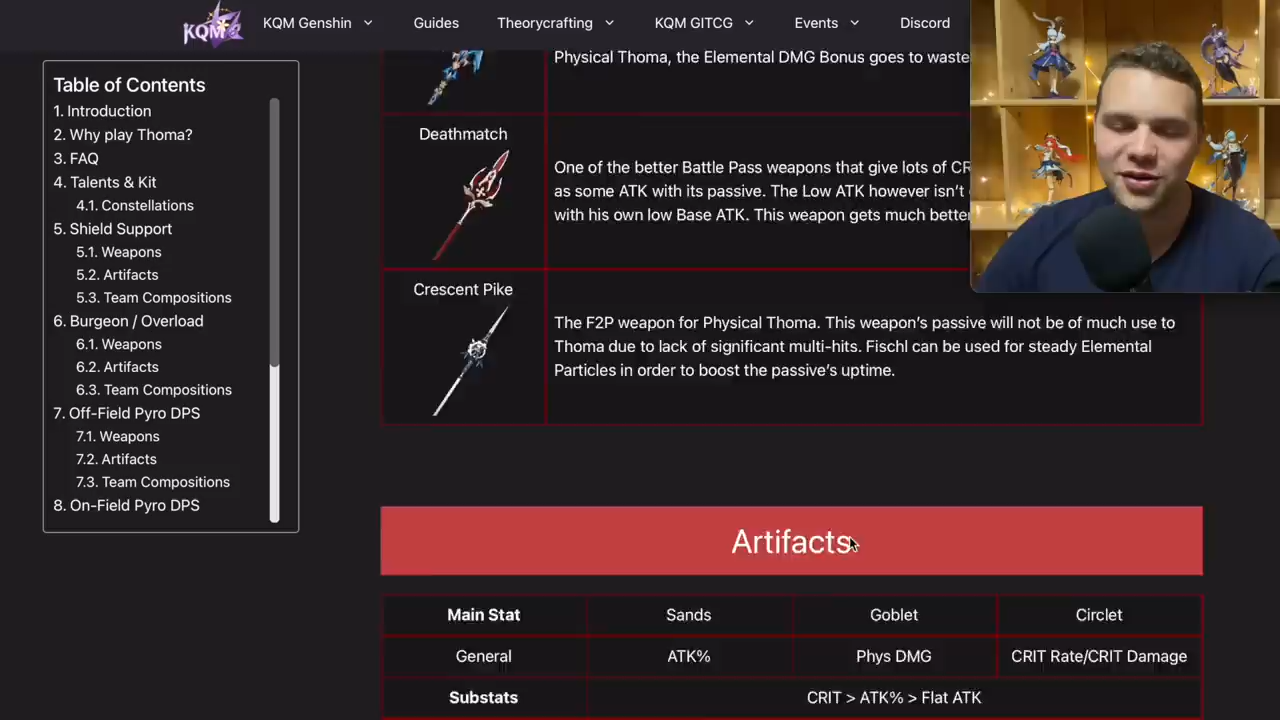 KQM
KQM Genshin
Guides
Theorycrafting
KQM GITCG
Events
Discord
Table of Contents
1. Introduction
2. Why play Thoma?
3. FAQ
4. Talents & Kit
4.1. Constellations
5. Shield Support
5.1. Weapons
5.2. Artifacts
5.3. Team Compositions
6. Burgeon / Overload
6.1. Weapons
6.2. Artifacts
6.3. Team Compositions
7. Off-Field Pyro DPS
7.1. Weapons
7.2. Artifacts
7.3. Team Compositions
8. On-Field Pyro DPS
Physical Thoma, the Elemental DMG Bonus goes to waste
Deathmatch
One of the better Battle Pass weapons that give lots of CR
as some ATK with its passive. The Low ATK however isn't
with his own low Base ATK. This weapon gets much better
Crescent Pike
The F2P weapon for Physical Thoma. This weapon's passive will not be of much use to
Thoma due to lack of significant multi-hits. Fischl can be used for steady Elemental
Particles in order to boost the passive's uptime.
Artifacts
Main Stat Sands Goblet Circlet
General ATK% Phys DMG CRIT Rate/CRIT Damage
Substats CRIT > ATK% > Flat ATK